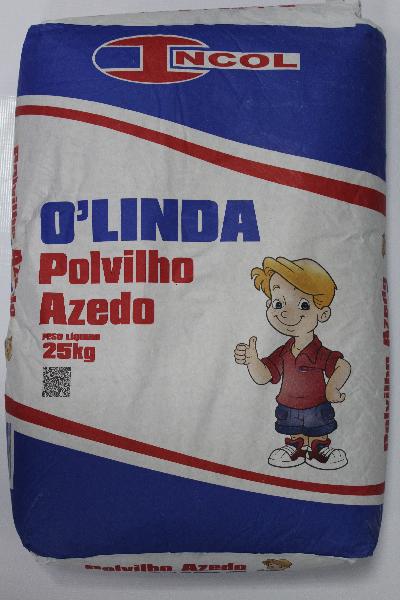 INCOL
O'LINDA
Polvilho
Azedo
PESO LÍQUIDO
25kg
Polvilho Azedo
Polvilho Azedo
Polvilho Azedo